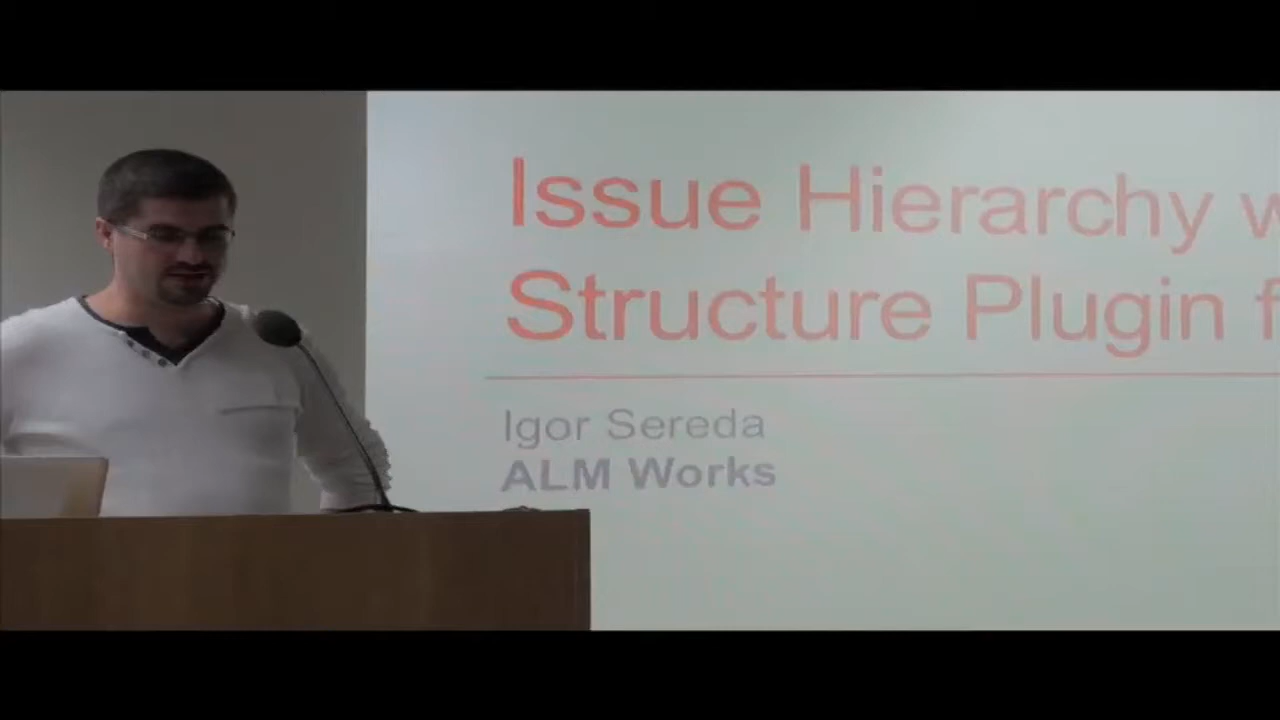 Issue Hierarchy w
Structure Plugin f
Igor Sereda
ALM Works